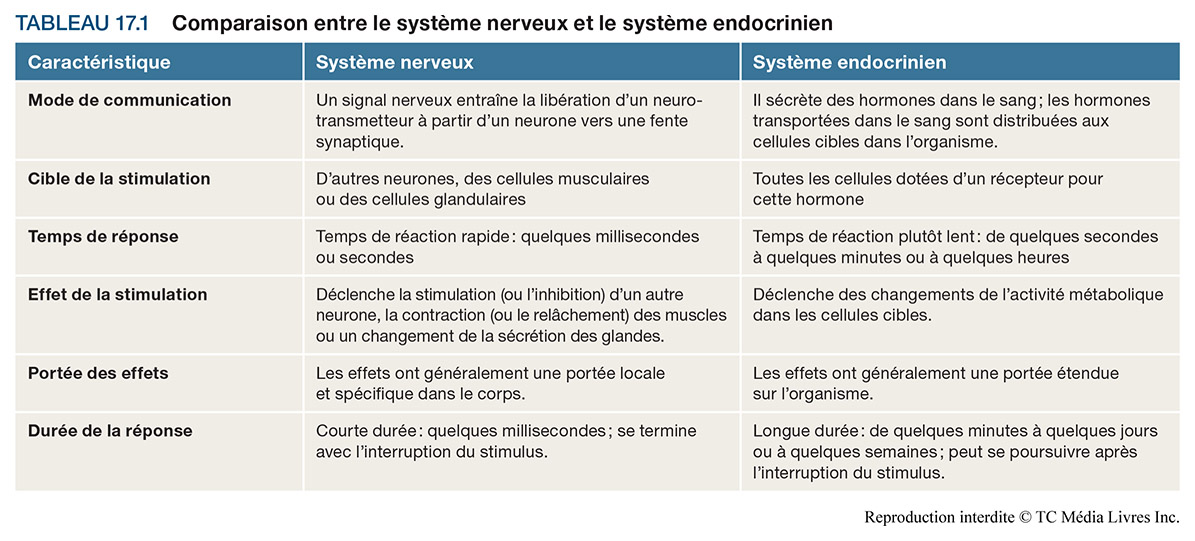 TABLEAU 17.1 Comparaison entre le système nerveux et le système endocrinien
Caractéristique Système nerveux Système endocrinien
Mode de communication
Un signal nerveux entraîne la libération d’un neuro-
transmetteur à partir d’un neurone vers une fente
synaptique.
Il sécrète des hormones dans le sang ; les hormones
transportées dans le sang sont distribuées aux
cellules cibles dans l’organisme.
Cible de la stimulation
D’autres neurones, des cellules musculaires
ou des cellules glandulaires
Toutes les cellules dotées d’un récepteur pour
cette hormone
Temps de réponse
Temps de réaction rapide : quelques millisecondes
ou secondes
Temps de réaction plutôt lent : de quelques secondes
à quelques minutes ou à quelques heures
Effet de la stimulation
Déclenche la stimulation (ou l’inhibition) d’un autre
neurone, la contraction (ou le relâchement) des muscles
ou un changement de la sécrétion des glandes.
Déclenche des changements de l’activité métabolique
dans les cellules cibles.
Portée des effets
Les effets ont généralement une portée locale
et spécifique dans le corps.
Les effets ont généralement une portée étendue
sur l’organisme.
Durée de la réponse
Courte durée : quelques millisecondes ; se termine
avec l’interruption du stimulus.
Longue durée : de quelques minutes à quelques jours
ou à quelques semaines ; peut se poursuivre après
l’interruption du stimulus.
Reproduction interdite © TC Média Livres Inc.